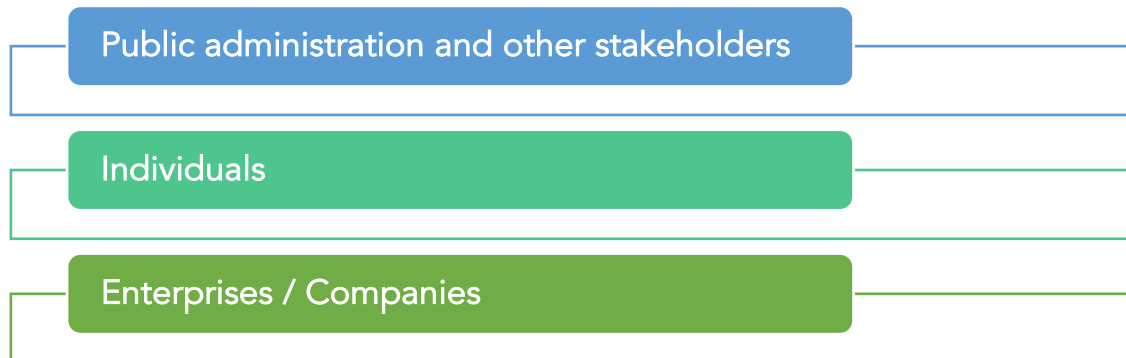 Public administration and other stakeholders
Individuals
Enterprises / Companies